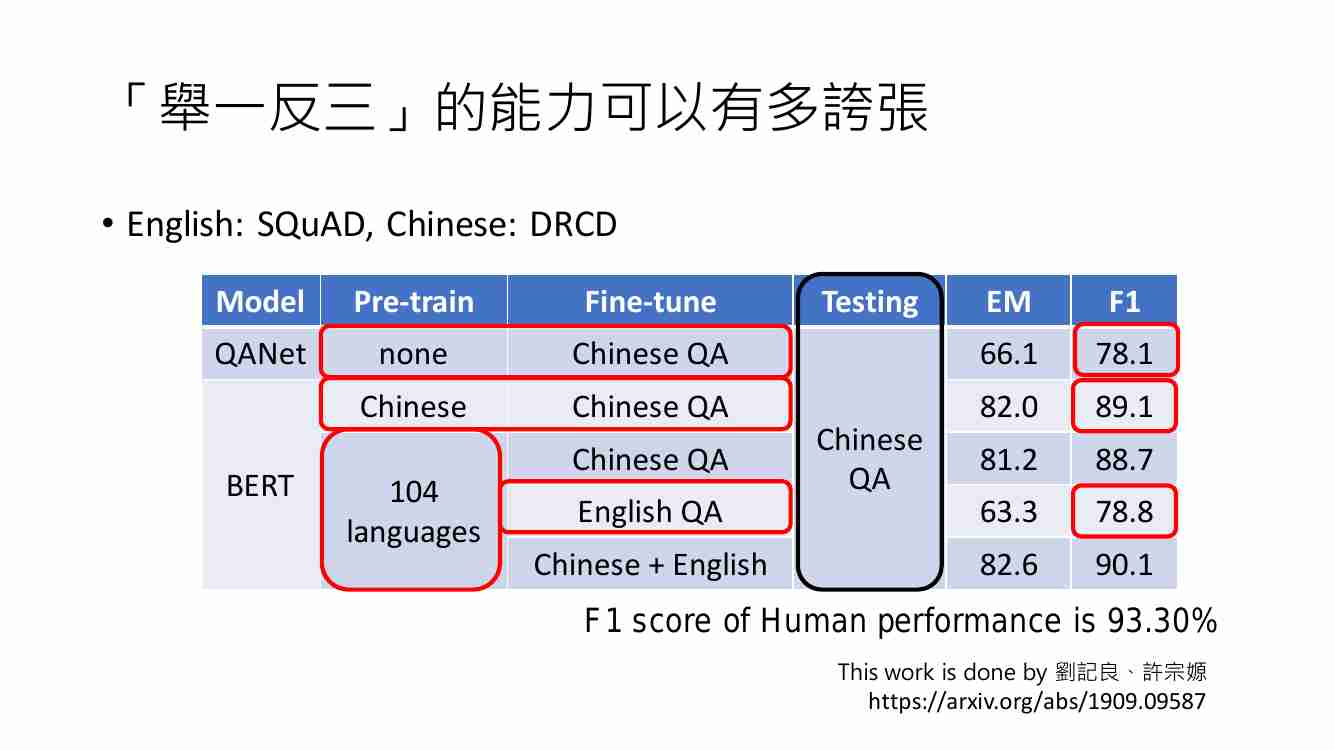 「舉一反三」的能力可以有多誇張
• English: SQuAD, Chinese: DRCD
Model Pre-train Fine-tune Testing EM F1
QANet none Chinese QA 66.1 78.1
Chinese Chinese QA 82.0 89.1
Chinese QA 81.2 88.7
BERT 104 languages English QA 63.3 78.8
Chinese + English 82.6 90.1
Chinese QA
F1 score of Human performance is 93.30%
This work is done by 劉記良、許宗嫄
https://arxiv.org/abs/1909.09587